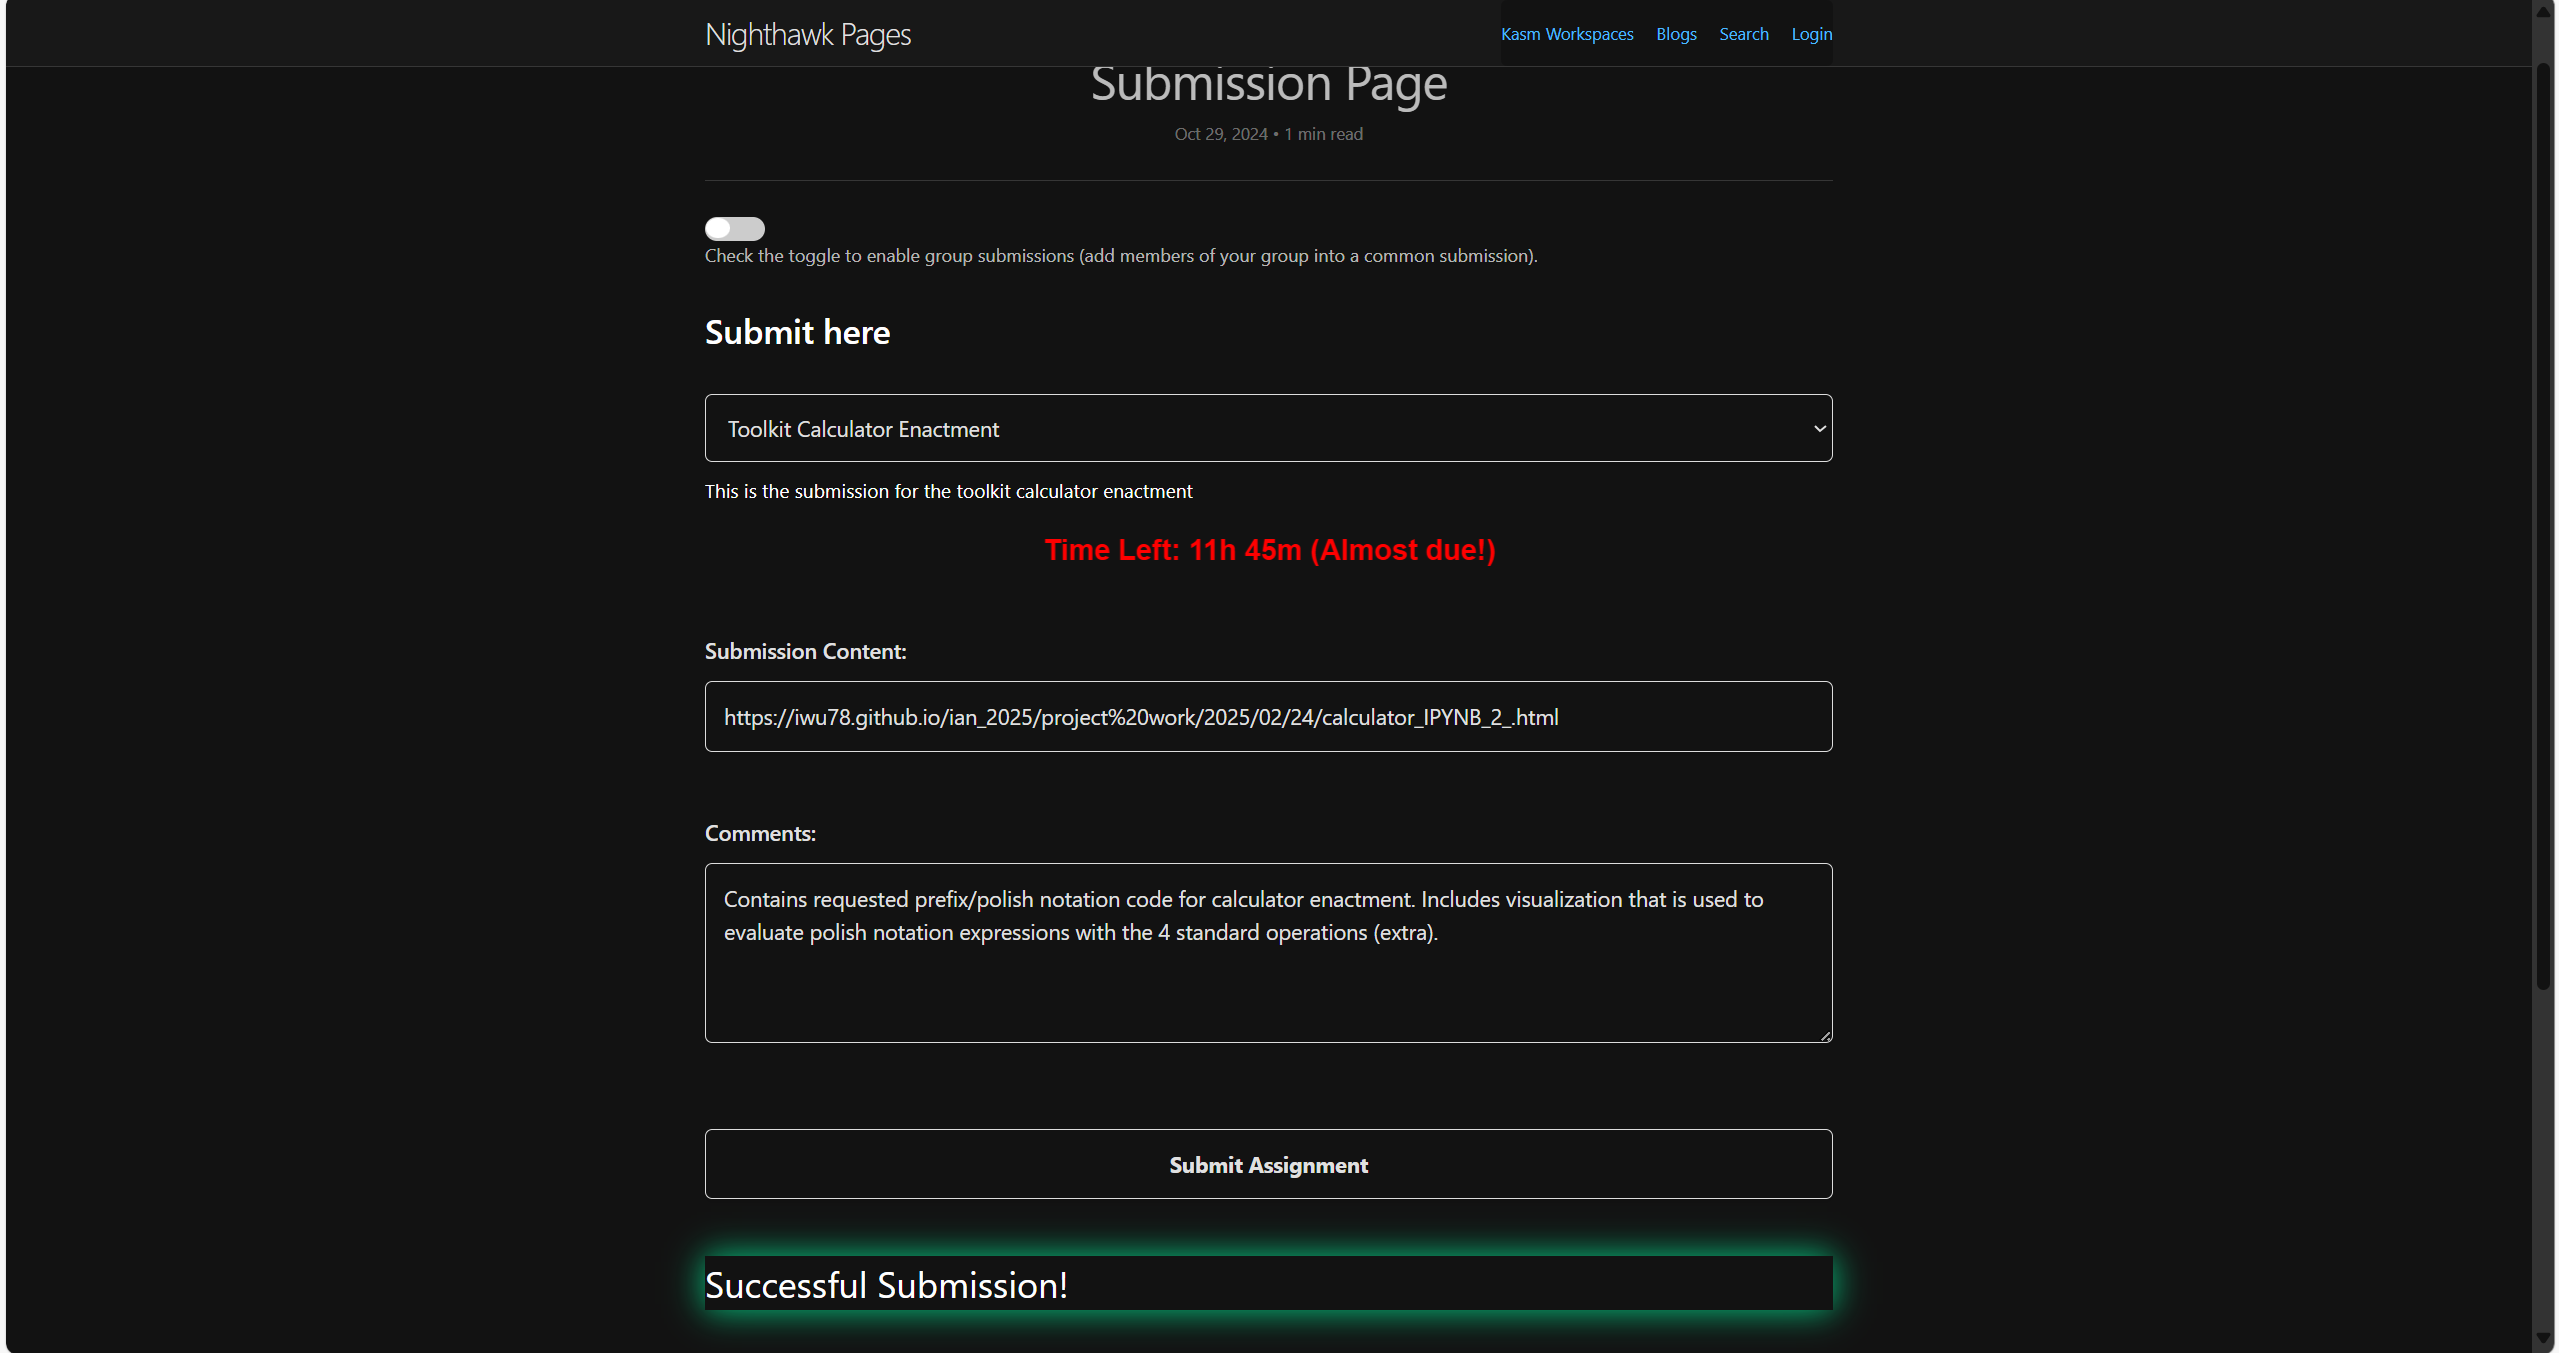 Nighthawk Pages
Kasm Workspaces Blogs Search Login
Submission Page
Oct 29, 2024 • 1 min read
Check the toggle to enable group submissions (add members of your group into a common submission).
Submit here
Toolkit Calculator Enactment
This is the submission for the toolkit calculator enactment
Time Left: 11h 45m (Almost due!)
Submission Content:
https://iwu78.github.io/ian_2025/project%20work/2025/02/24/calculator_IPYNB_2_.html
Comments:
Contains requested prefix/polish notation code for calculator enactment. Includes visualization that is used to
evaluate polish notation expressions with the 4 standard operations (extra).
Submit Assignment
Successful Submission!